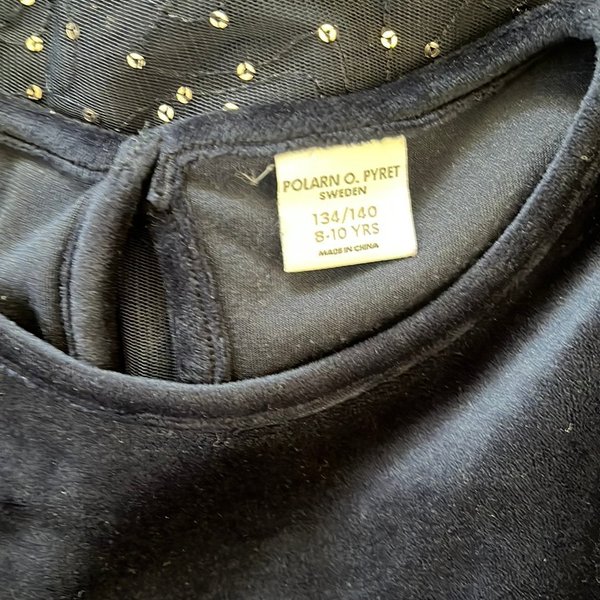 POLARN O. PYRET
SWEDEN
134/140
8-10 YRS
MADE IN CHINA